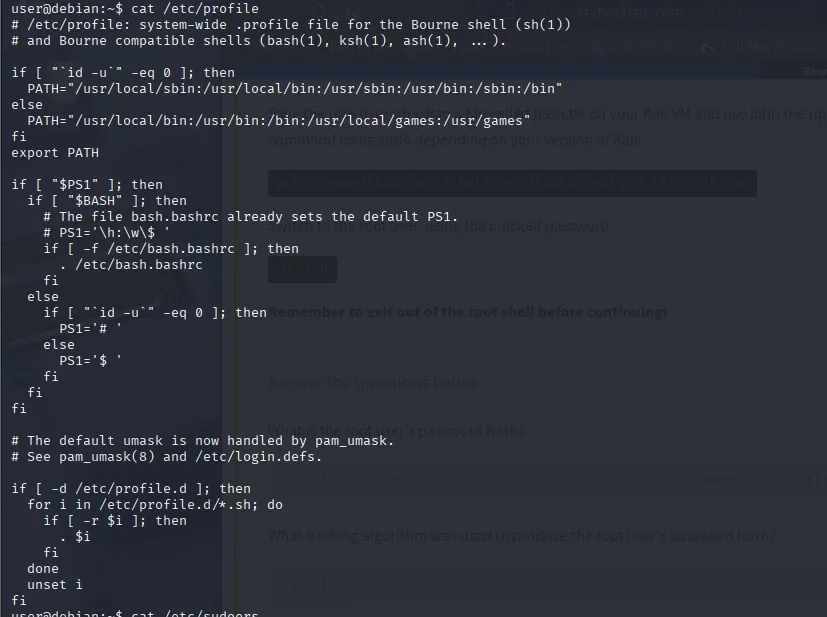 user@debian:~$ cat /etc/profile
# /etc/profile: system-wide .profile file for the Bourne shell (sh(1))
# and Bourne compatible shells (bash(1), ksh(1), ash(1), ...).

if [ "`id -u`" -eq 0 ]; then
  PATH="/usr/local/sbin:/usr/local/bin:/usr/sbin:/usr/bin:/sbin:/bin"
else
  PATH="/usr/local/bin:/usr/bin:/bin:/usr/local/games:/usr/games"
fi
export PATH

if [ "$PS1" ]; then
  if [ "$BASH" ]; then
    # The file bash.bashrc already sets the default PS1.
    # PS1='\h:\w\$ '
    if [ -f /etc/bash.bashrc ]; then
      . /etc/bash.bashrc
    fi
  else
    if [ "`id -u`" -eq 0 ]; then
      PS1='# '
    else
      PS1='$ '
    fi
  fi
fi

# The default umask is now handled by pam_umask.
# See pam_umask(8) and /etc/login.defs.

if [ -d /etc/profile.d ]; then
  for i in /etc/profile.d/*.sh; do
    if [ -r $i ]; then
      . $i
    fi
  done
  unset i
fi
user@debian:~$ cat /etc/sudoers
on your Kali VM and use john the rip
command using sudo depending on your version of Kali:
Switch to the root user, using the cracked password.
Remember to exit out of the root shell before continuing!
Answer the questions below
What is the root user's password hash?
What hashing algorithm was used to produce the root user's password hash?